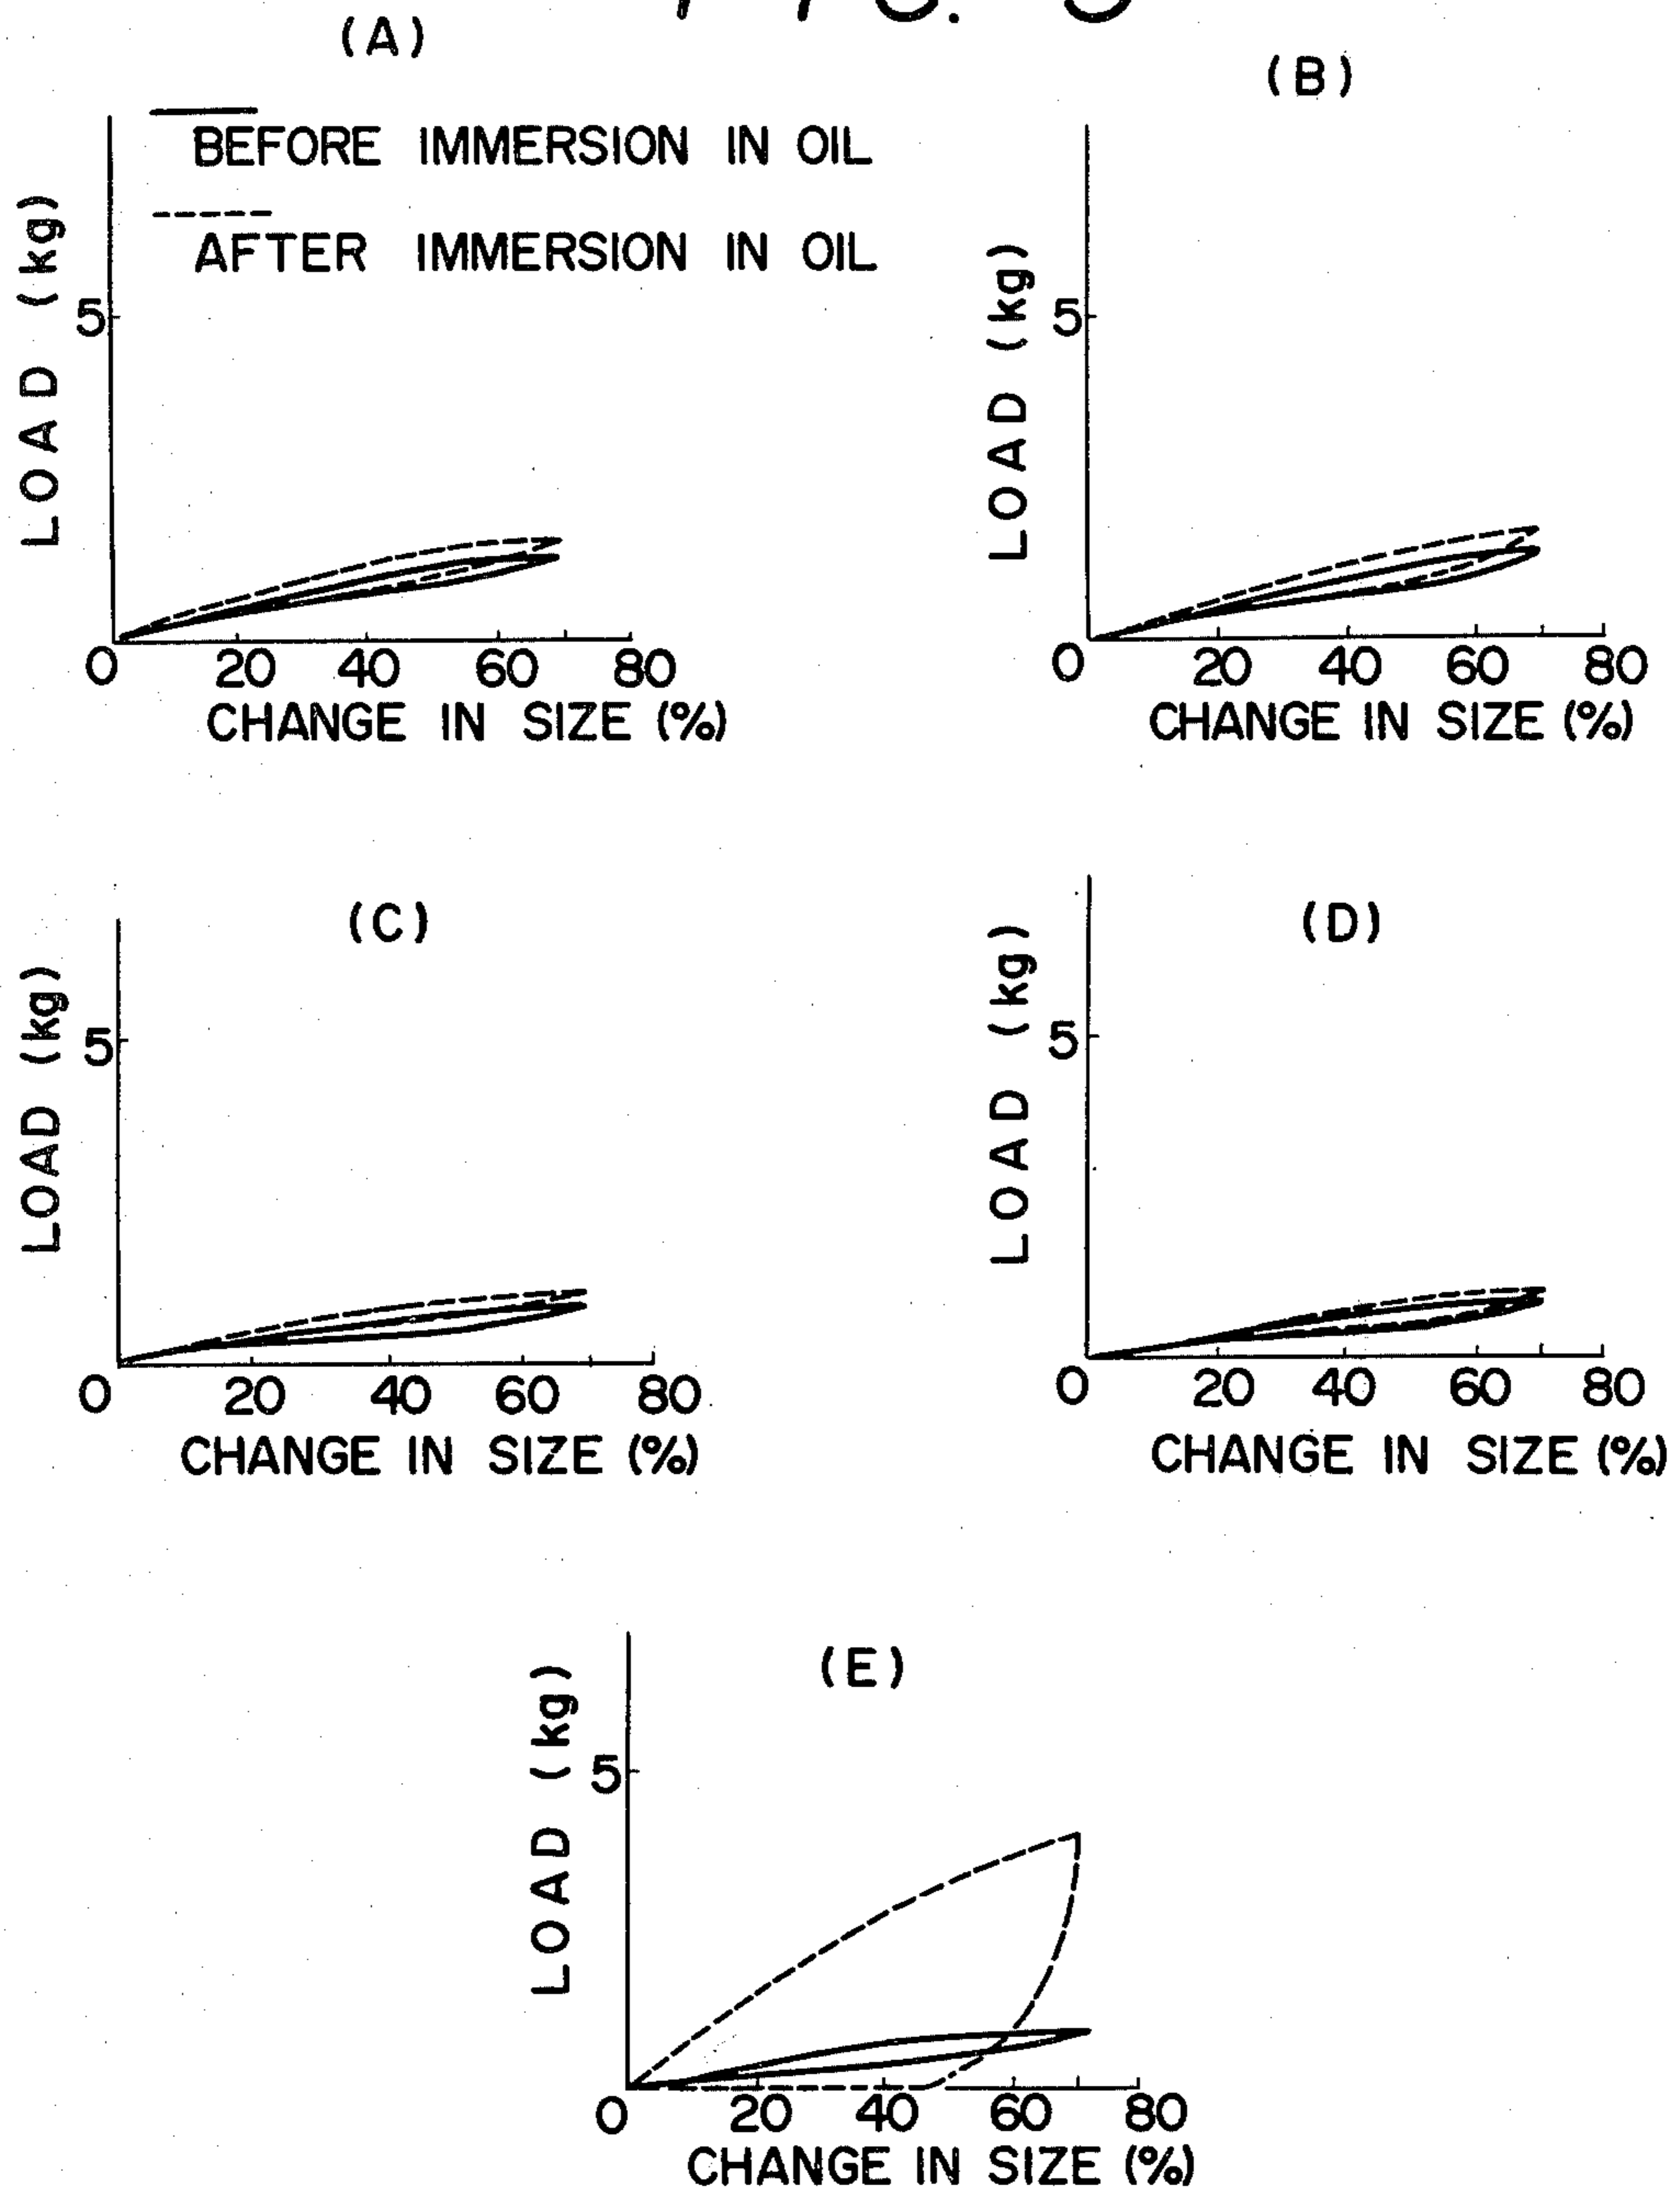 (A)
BEFORE IMMERSION IN OIL
AFTER IMMERSION IN OIL
LOAD (kg)
5
0 20 40 60 80
CHANGE IN SIZE (%)
(B)
LOAD (kg)
5
0 20 40 60 80
CHANGE IN SIZE (%)
(C)
LOAD (kg)
5
0 20 40 60 80
CHANGE IN SIZE (%)
(D)
LOAD (kg)
5
0 20 40 60 80
CHANGE IN SIZE (%)
(E)
LOAD (kg)
5
0 20 40 60 80
CHANGE IN SIZE (%)